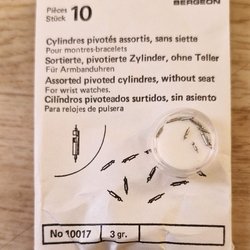 BERGEON
Pièces
Stück 10
Cylindres pivotés assortis, sans siette
Pour montres-bracelets
Sortierte, pivotierte Zylinder, ohne Teller
Für Armbanduhren
Assorted pivoted cylinders, without seat
For wrist watches.
Cilindros pivoteados surtidos, sin asiento
Para relojes de pulsera
No 10017 3 gr.